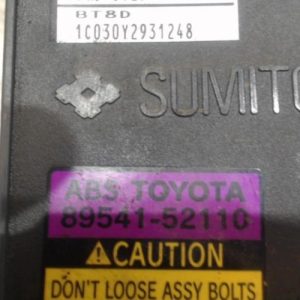 BT8D
1C030Y2931248
SUMITO
ABS TOYOTA
89541-52110
CAUTION
DON'T LOOSE ASSY BOLTS